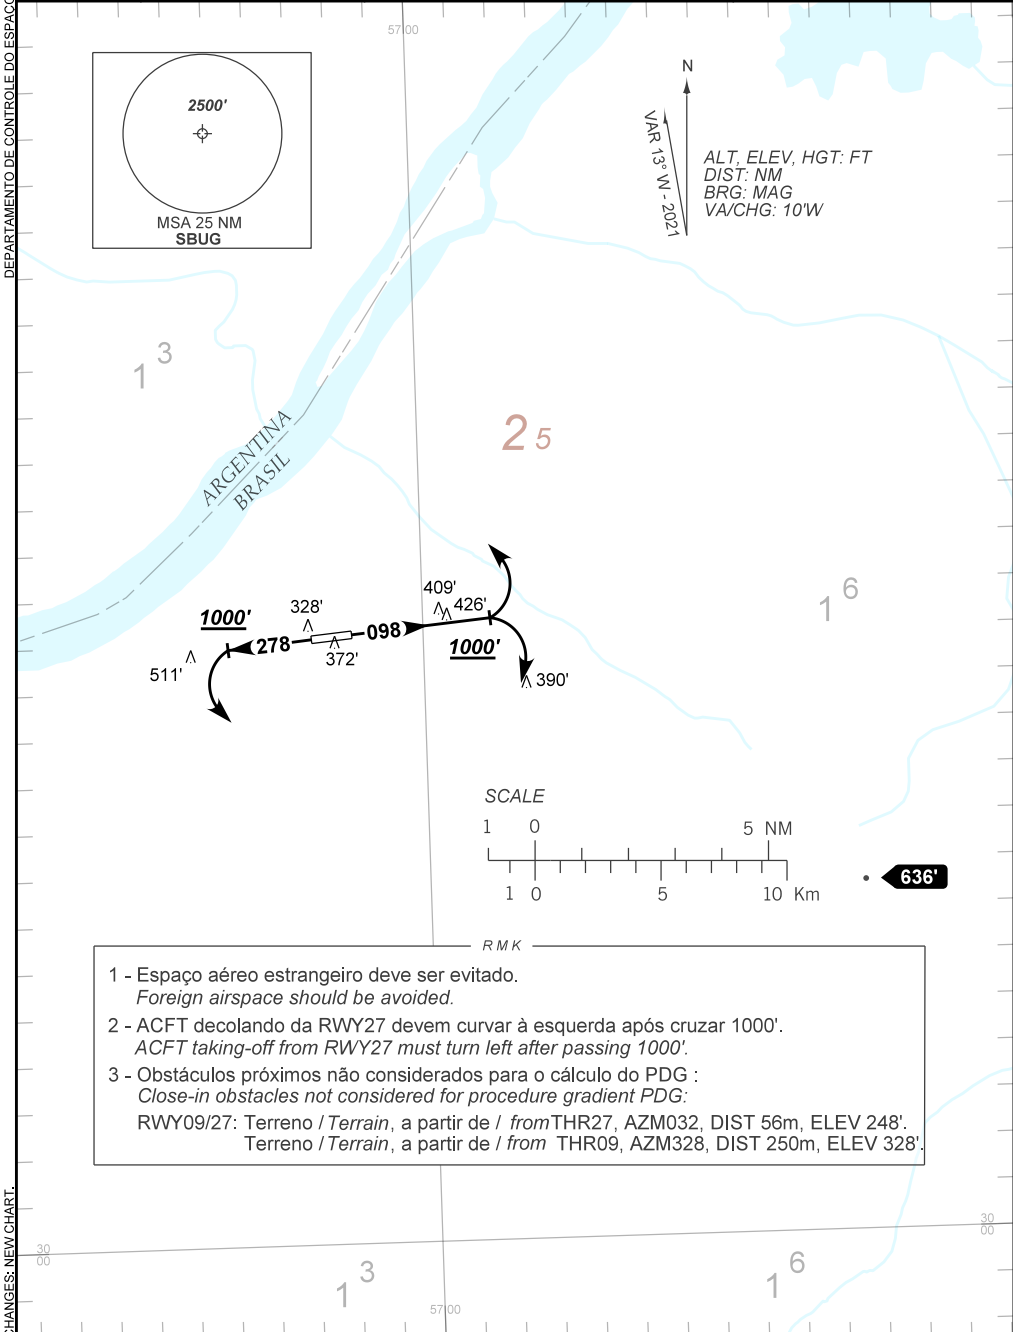 DEPARTAMENTO DE CONTROLE DO ESPAÇO
57 00
2500'
MSA 25 NM
SBUG
N
VAR 13° W - 2021
ALT, ELEV, HGT: FT
DIST: NM
BRG: MAG
VA/CHG: 10'W
1 3
2 5
ARGENTINA
BRASIL
1 6
409'
426'
328'
1000'
098
278
1000'
372'
511'
390'
SCALE
1 0 5 NM
1 0 5 10 Km
636'
RMK
1 - Espaço aéreo estrangeiro deve ser evitado.
Foreign airspace should be avoided.
2 - ACFT decolando da RWY27 devem curvar à esquerda após cruzar 1000'.
ACFT taking-off from RWY27 must turn left after passing 1000'.
3 - Obstáculos próximos não considerados para o cálculo do PDG :
Close-in obstacles not considered for procedure gradient PDG:
RWY09/27: Terreno / Terrain, a partir de / from THR27, AZM032, DIST 56m, ELEV 248'.
Terreno / Terrain, a partir de / from THR09, AZM328, DIST 250m, ELEV 328'.
CHANGES: NEW CHART.
30
00
30
00
1 3
1 6
57 00